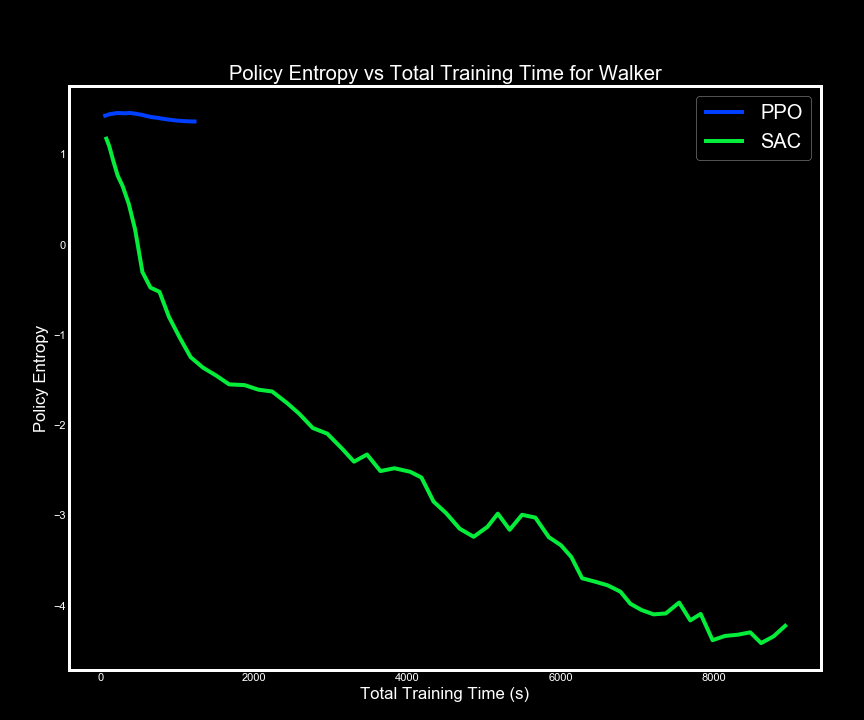 Policy Entropy vs Total Training Time for Walker
PPO
SAC
1
0
−1
−2
−3
−4
Policy Entropy
0 2000 4000 6000 8000
Total Training Time (s)